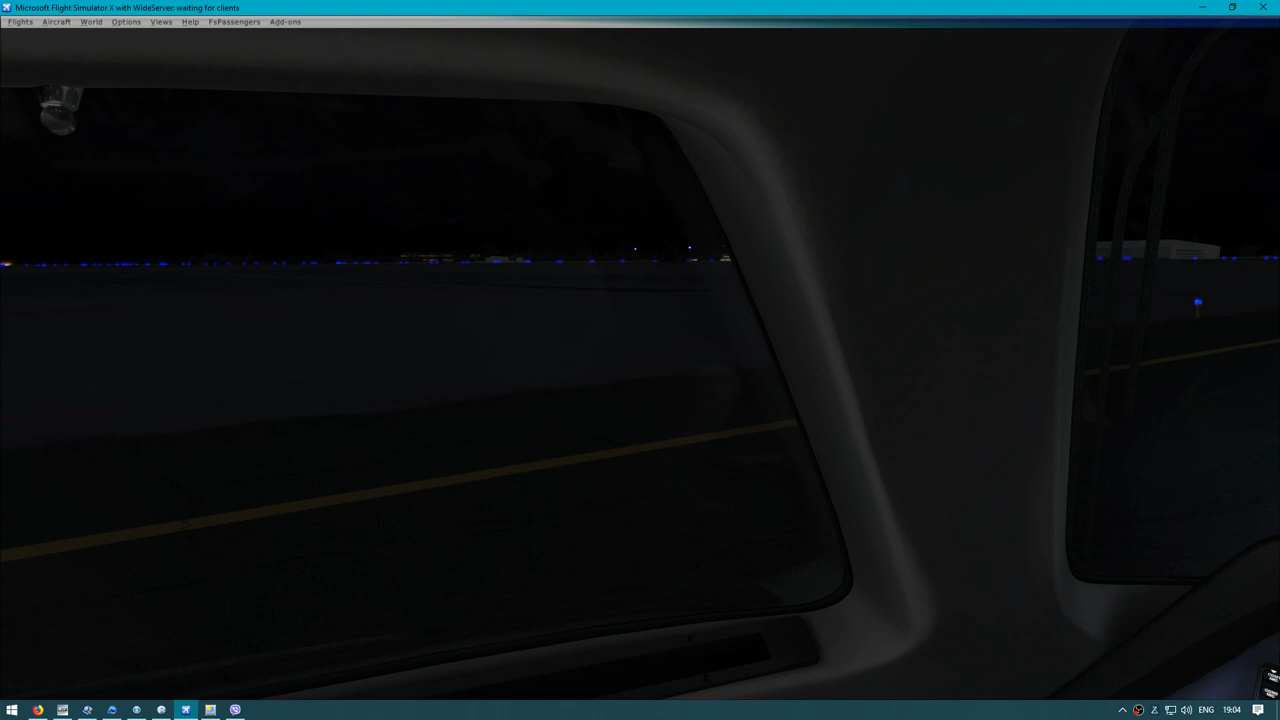 Microsoft Flight Simulator X with WideServer: waiting for clients
Flights Aircraft World Options Views Help FsPassengers Add-ons
ENG 19:04